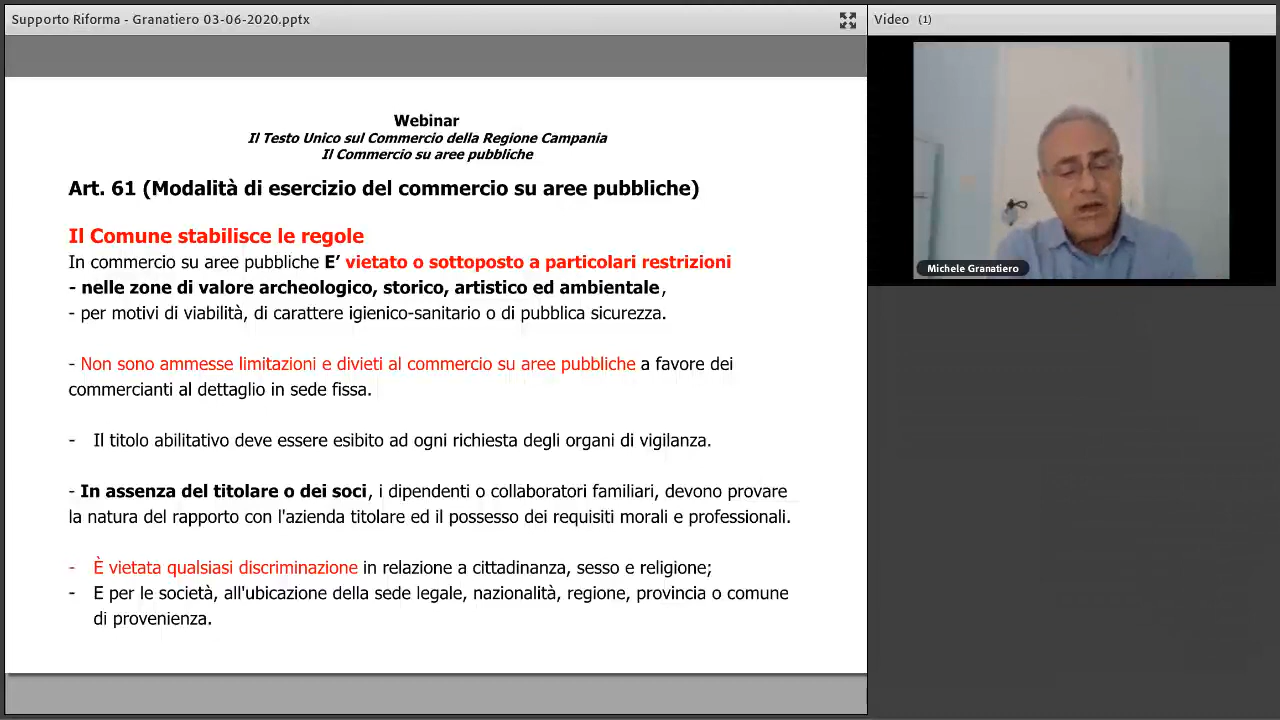 Supporto Riforma - Granatiero 03-06-2020.pptx
Video (1)
Webinar
Il Testo Unico sul Commercio della Regione Campania
Il Commercio su aree pubbliche
Art. 61 (Modalità di esercizio del commercio su aree pubbliche)
Il Comune stabilisce le regole
In commercio su aree pubbliche E’ vietato o sottoposto a particolari restrizioni
- nelle zone di valore archeologico, storico, artistico ed ambientale,
- per motivi di viabilità, di carattere igienico-sanitario o di pubblica sicurezza.
- Non sono ammesse limitazioni e divieti al commercio su aree pubbliche a favore dei
commercianti al dettaglio in sede fissa.
- Il titolo abilitativo deve essere esibito ad ogni richiesta degli organi di vigilanza.
- In assenza del titolare o dei soci, i dipendenti o collaboratori familiari, devono provare
la natura del rapporto con l'azienda titolare ed il possesso dei requisiti morali e professionali.
- È vietata qualsiasi discriminazione in relazione a cittadinanza, sesso e religione;
- E per le società, all'ubicazione della sede legale, nazionalità, regione, provincia o comune
di provenienza.
Michele Granatiero